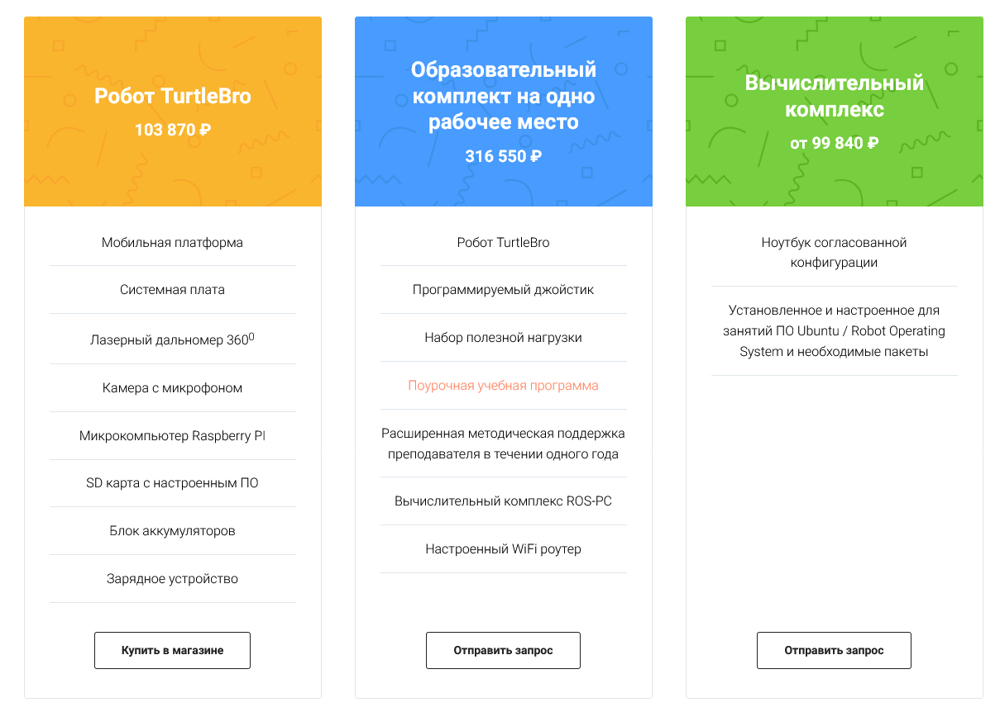 Робот TurtleBro
103 870 ₽
Мобильная платформа
Системная плата
Лазерный дальномер 360⁰
Камера с микрофоном
Микрокомпьютер Raspberry PI
SD карта с настроенным ПО
Блок аккумуляторов
Зарядное устройство
Купить в магазине
Образовательный
комплект на одно
рабочее место
316 550 ₽
Робот TurtleBro
Программируемый джойстик
Набор полезной нагрузки
Поурочная учебная программа
Расширенная методическая поддержка
преподавателя в течении одного года
Вычислительный комплекс ROS-PC
Настроенный WiFi роутер
Отправить запрос
Вычислительный
комплекс
от 99 840 ₽
Ноутбук согласованной
конфигурации
Установленное и настроенное для
занятий ПО Ubuntu / Robot Operating
System и необходимые пакеты
Отправить запрос